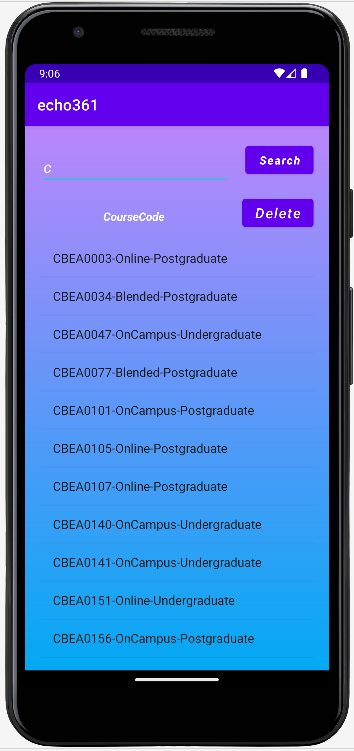 9:06
echo361
C
Search
CourseCode
Delete
CBEA0003-Online-Postgraduate
CBEA0034-Blended-Postgraduate
CBEA0047-OnCampus-Undergraduate
CBEA0077-Blended-Postgraduate
CBEA0101-OnCampus-Postgraduate
CBEA0105-Online-Postgraduate
CBEA0107-Online-Postgraduate
CBEA0140-OnCampus-Undergraduate
CBEA0141-OnCampus-Undergraduate
CBEA0151-Online-Undergraduate
CBEA0156-OnCampus-Postgraduate